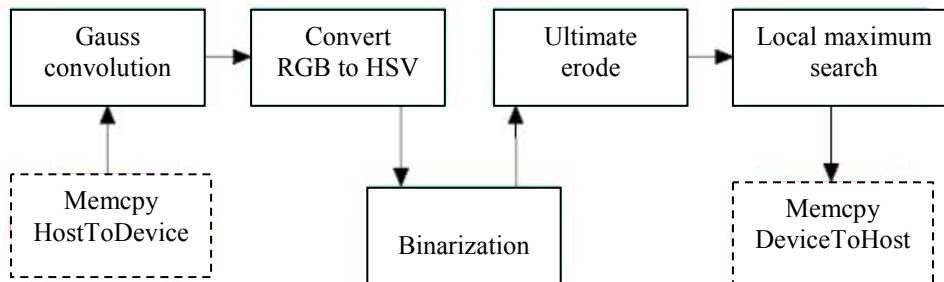 Gauss
convolution
Convert
RGB to HSV
Ultimate
erode
Local maximum
search
Memcpy
HostToDevice
Binarization
Memcpy
DeviceToHost